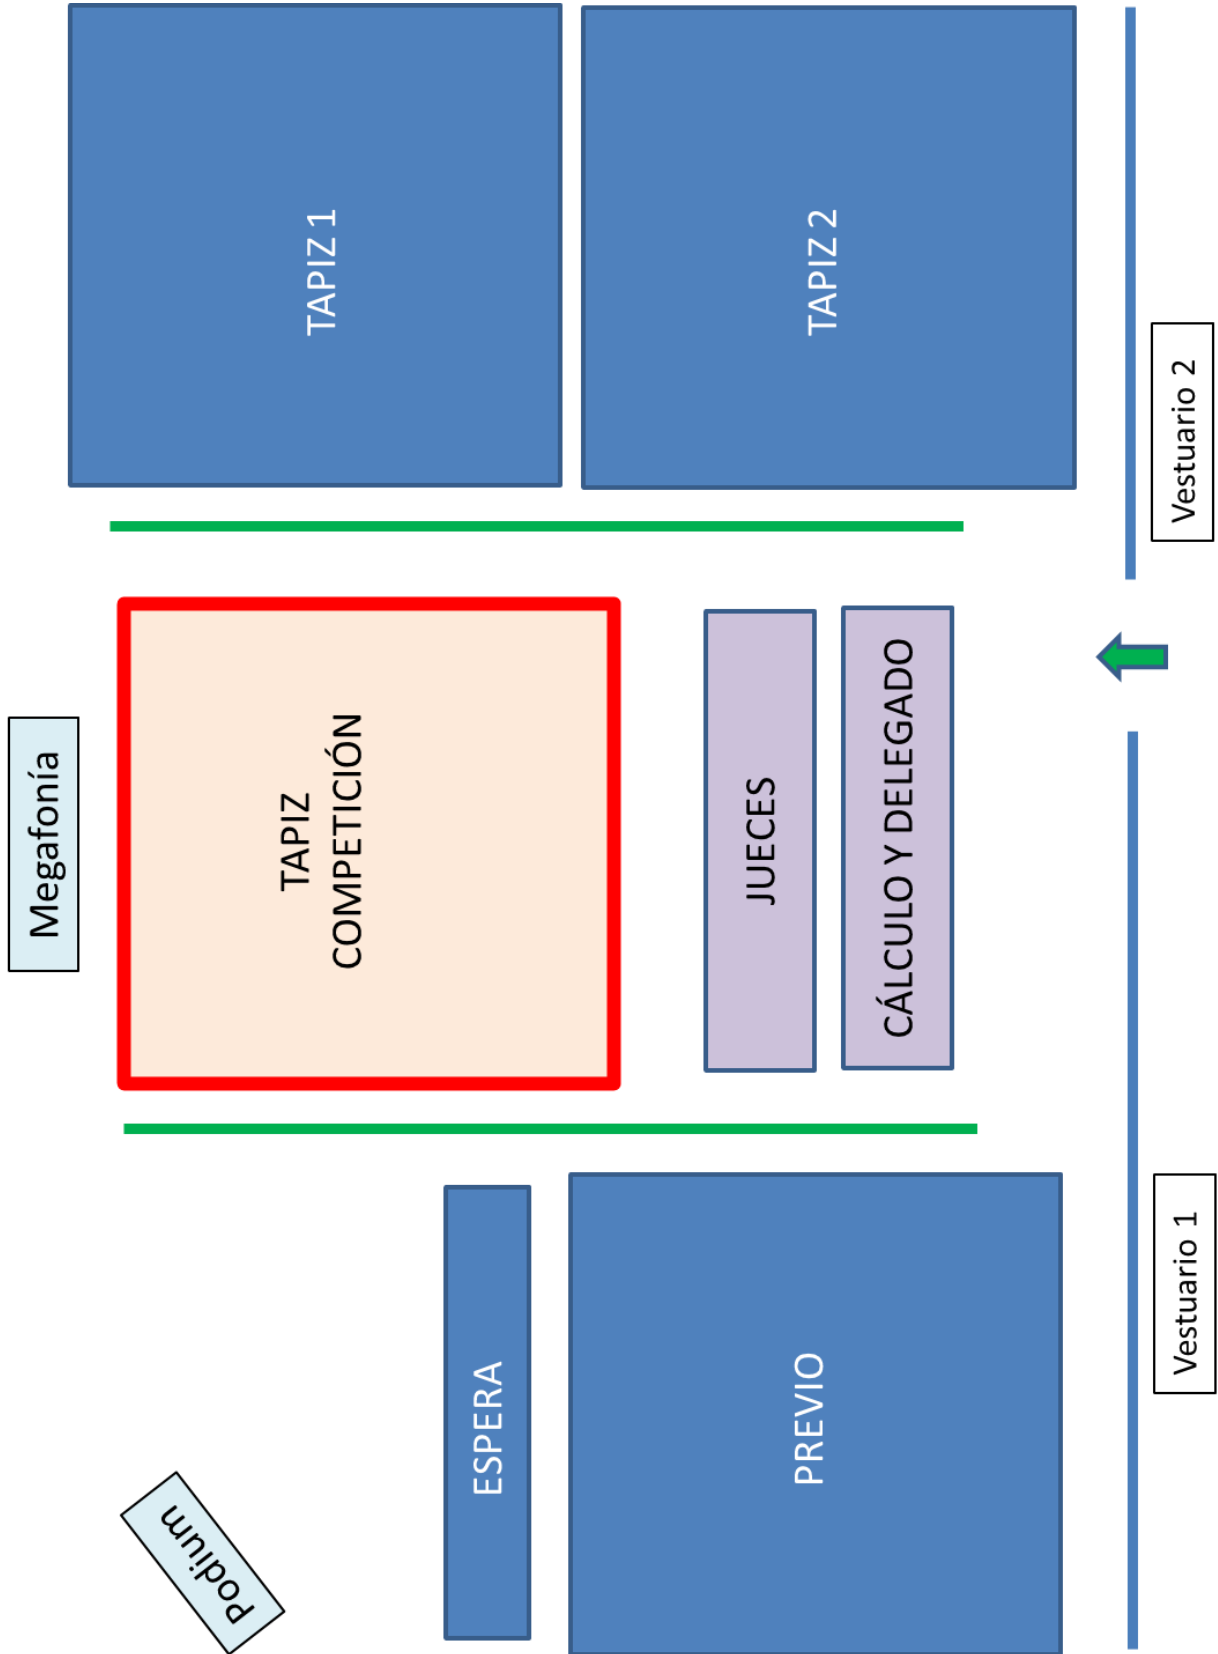 Megafonía
Podium
TAPIZ
COMPETICIÓN
ESPERA
TAPIZ 1
JUECES
PREVIO
TAPIZ 2
CÁLCULO Y DELEGADO
Vestuario 1
Vestuario 2